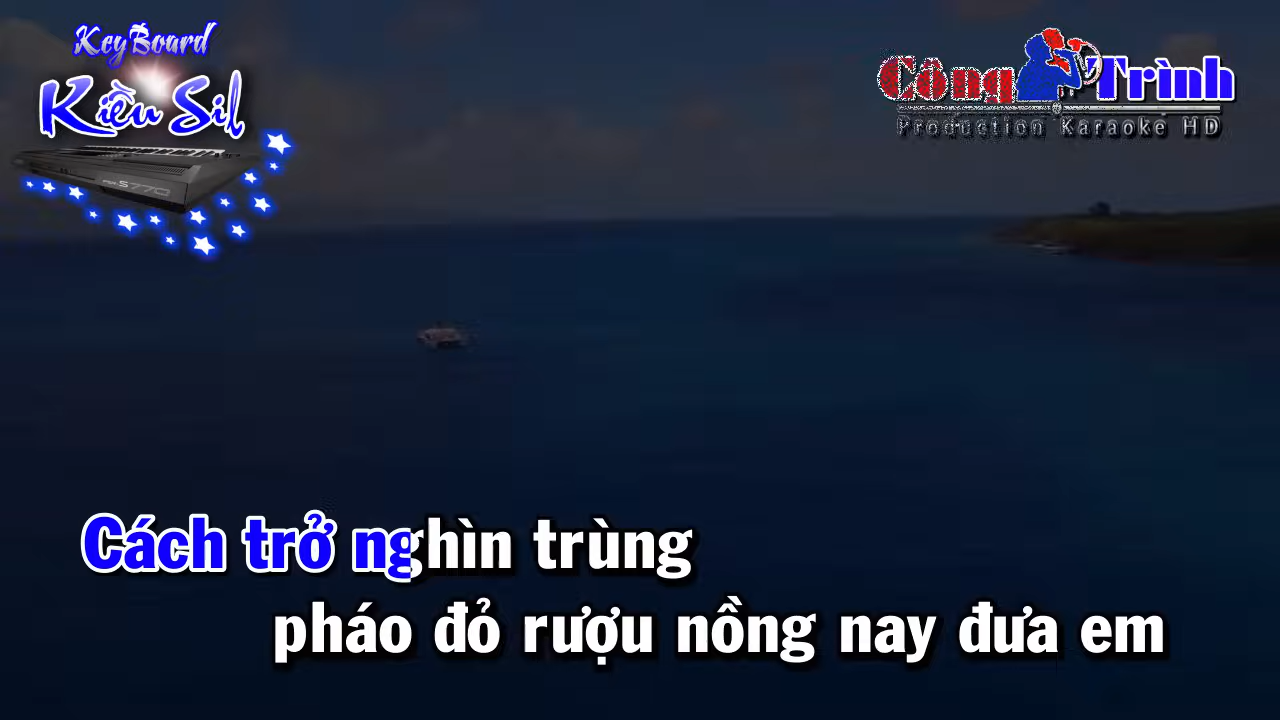 KeyBoard
Kiều Sil
S770
Công Trình
Production Karaoke HD
Cách trở nghìn trùng
pháo đỏ rượu nồng nay đưa em